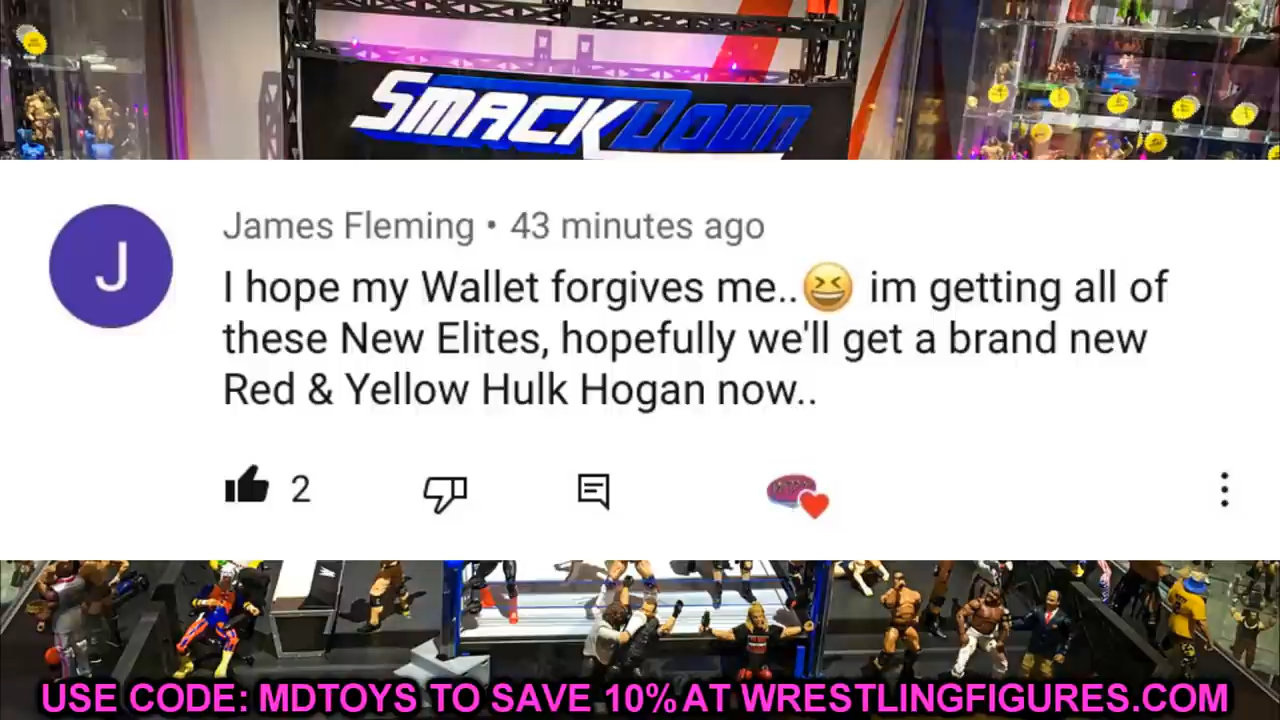 SMACKDOWN
J
James Fleming • 43 minutes ago
I hope my Wallet forgives me..😆 im getting all of
these New Elites, hopefully we'll get a brand new
Red & Yellow Hulk Hogan now..
2
USE CODE: MDTOYS TO SAVE 10% AT WRESTLINGFIGURES.COM